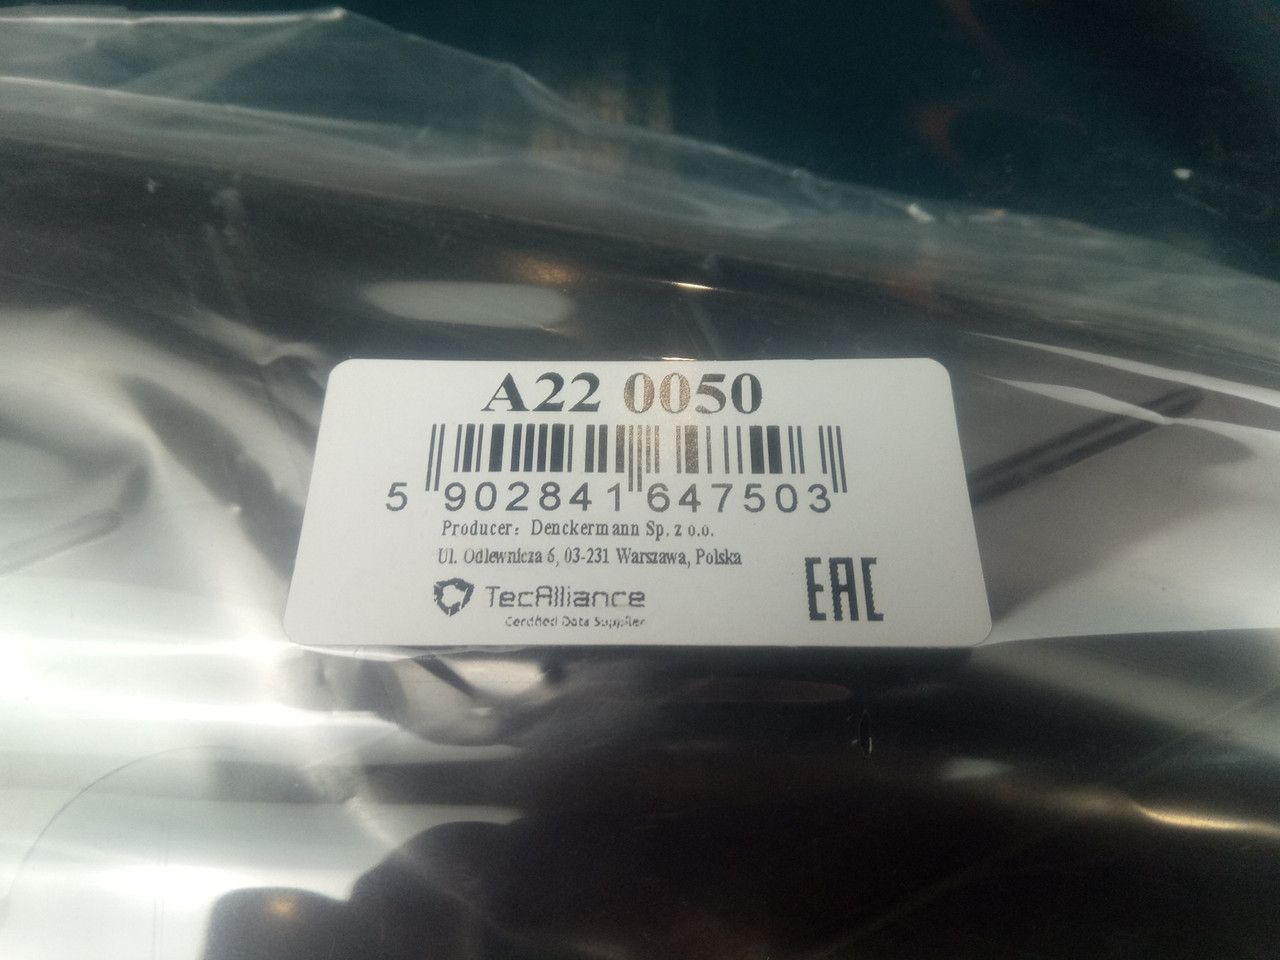 A22 0050
5 902841 647503
Producer: Denckermann Sp. z o.o.
Ul. Odlewnicza 6, 03-231 Warszawa, Polska
TecAlliance
Certified Data Supplier
EAC